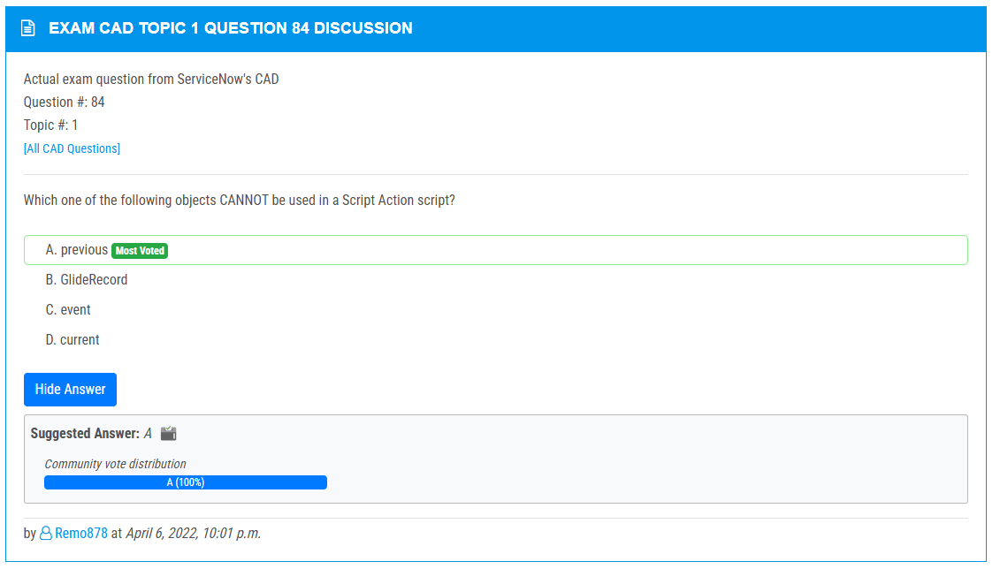 EXAM CAD TOPIC 1 QUESTION 84 DISCUSSION
Actual exam question from ServiceNow's CAD
Question #: 84
Topic #: 1
[All CAD Questions]
Which one of the following objects CANNOT be used in a Script Action script?
A. previous Most Voted
B. GlideRecord
C. event
D. current
Hide Answer
Suggested Answer: A
Community vote distribution
A (100%)
by Remo878 at April 6, 2022, 10:01 p.m.